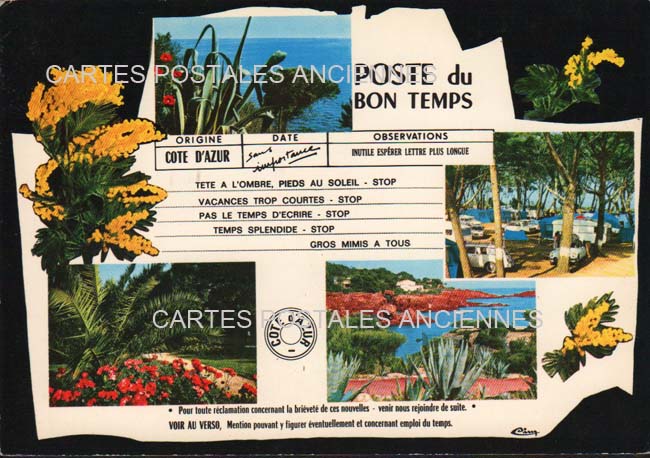 CARTES POSTALES ANCIENNES
POSTE du
BON TEMPS
ORIGINE
DATE
OBSERVATIONS
COTE D'AZUR
sans importance
INUTILE ESPÉRER LETTRE PLUS LONGUE
TETE A L'OMBRE, PIEDS AU SOLEIL - STOP
VACANCES TROP COURTES - STOP
PAS LE TEMPS D'ECRIRE - STOP
TEMPS SPLENDIDE - STOP
GROS MIMIS A TOUS
CARTES POSTALES ANCIENNES
COTE D'AZUR
• Pour toute réclamation concernant la brièveté de ces nouvelles - venir nous rejoindre de suite. •
VOIR AU VERSO, Mention pouvant y figurer éventuellement et concernant emploi du temps.
Cim